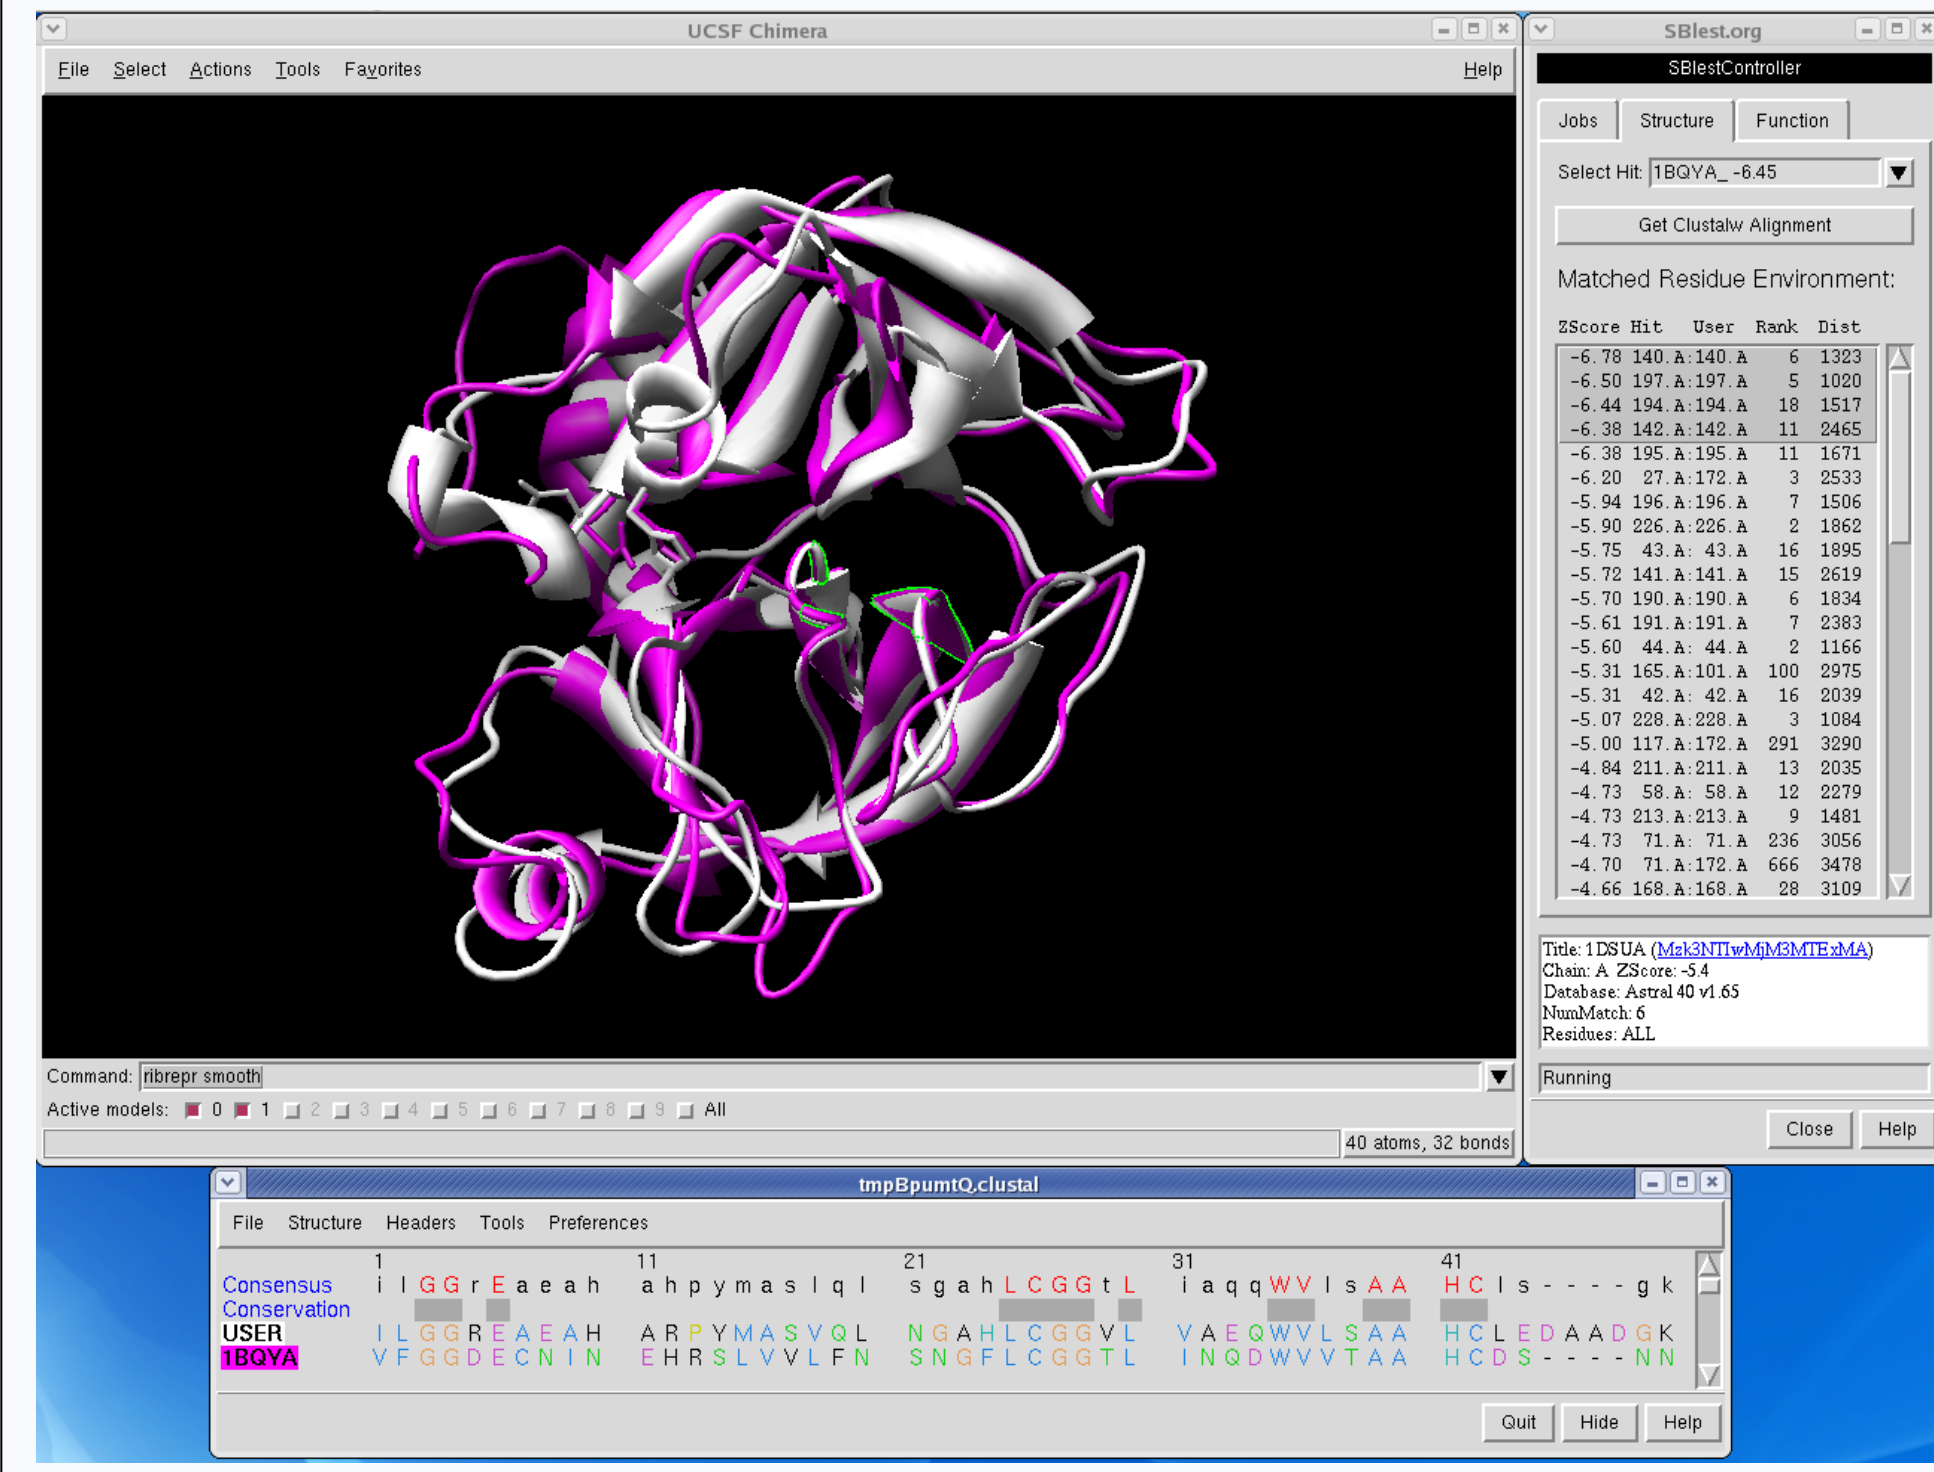 UCSF Chimera
File Select Actions Tools Favorites Help
Command: ribrepr smooth
Active models: 0 1 2 3 4 5 6 7 8 9 All
40 atoms, 32 bonds
SBlest.org
SBlestController
Jobs Structure Function
Select Hit: 1BQYA_ -6.45
Get Clustalw Alignment
Matched Residue Environment:
ZScore Hit User Rank Dist
-6.78 140.A:140.A 6 1323
-6.50 197.A:197.A 5 1020
-6.44 194.A:194.A 18 1517
-6.38 142.A:142.A 11 2465
-6.38 195.A:195.A 11 1671
-6.20 27.A:172.A 3 2533
-5.94 196.A:196.A 7 1506
-5.90 226.A:226.A 2 1862
-5.75 43.A: 43.A 16 1895
-5.72 141.A:141.A 15 2619
-5.70 190.A:190.A 6 1834
-5.61 191.A:191.A 7 2383
-5.60 44.A: 44.A 2 1166
-5.31 165.A:101.A 100 2975
-5.31 42.A: 42.A 16 2039
-5.07 228.A:228.A 3 1084
-5.00 117.A:172.A 291 3290
-4.84 211.A:211.A 13 2035
-4.73 58.A: 58.A 12 2279
-4.73 213.A:213.A 9 1481
-4.73 71.A: 71.A 236 3056
-4.70 71.A:172.A 666 3478
-4.66 168.A:168.A 28 3109
Title: 1DSUA (Mzk3NTIwMjM3MTExMA)
Chain: A ZScore: -5.4
Database: Astral 40 v1.65
NumMatch: 6
Residues: ALL
Running
Close Help
tmpBpumtQ.clustal
File Structure Headers Tools Preferences
1 11 21 31 41
Consensus i l G G r E a e a h a h p y m a s l q l s g a h L C G G t L i a q q W V l s A A H C l s - - - - g k
Conservation
USER I L G G R E A E A H A R P Y M A S V Q L N G A H L C G G V L V A E Q W V L S A A H C L E D A A D G K
1BQYA V F G G D E C N I N E H R S L V V L F N S N G F L C G G T L I N Q D W V V T A A H C D S - - - - N N
Quit Hide Help